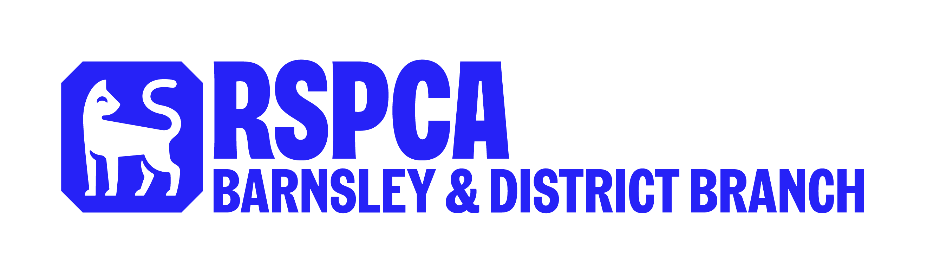 RSPCA
BARNSLEY & DISTRICT BRANCH